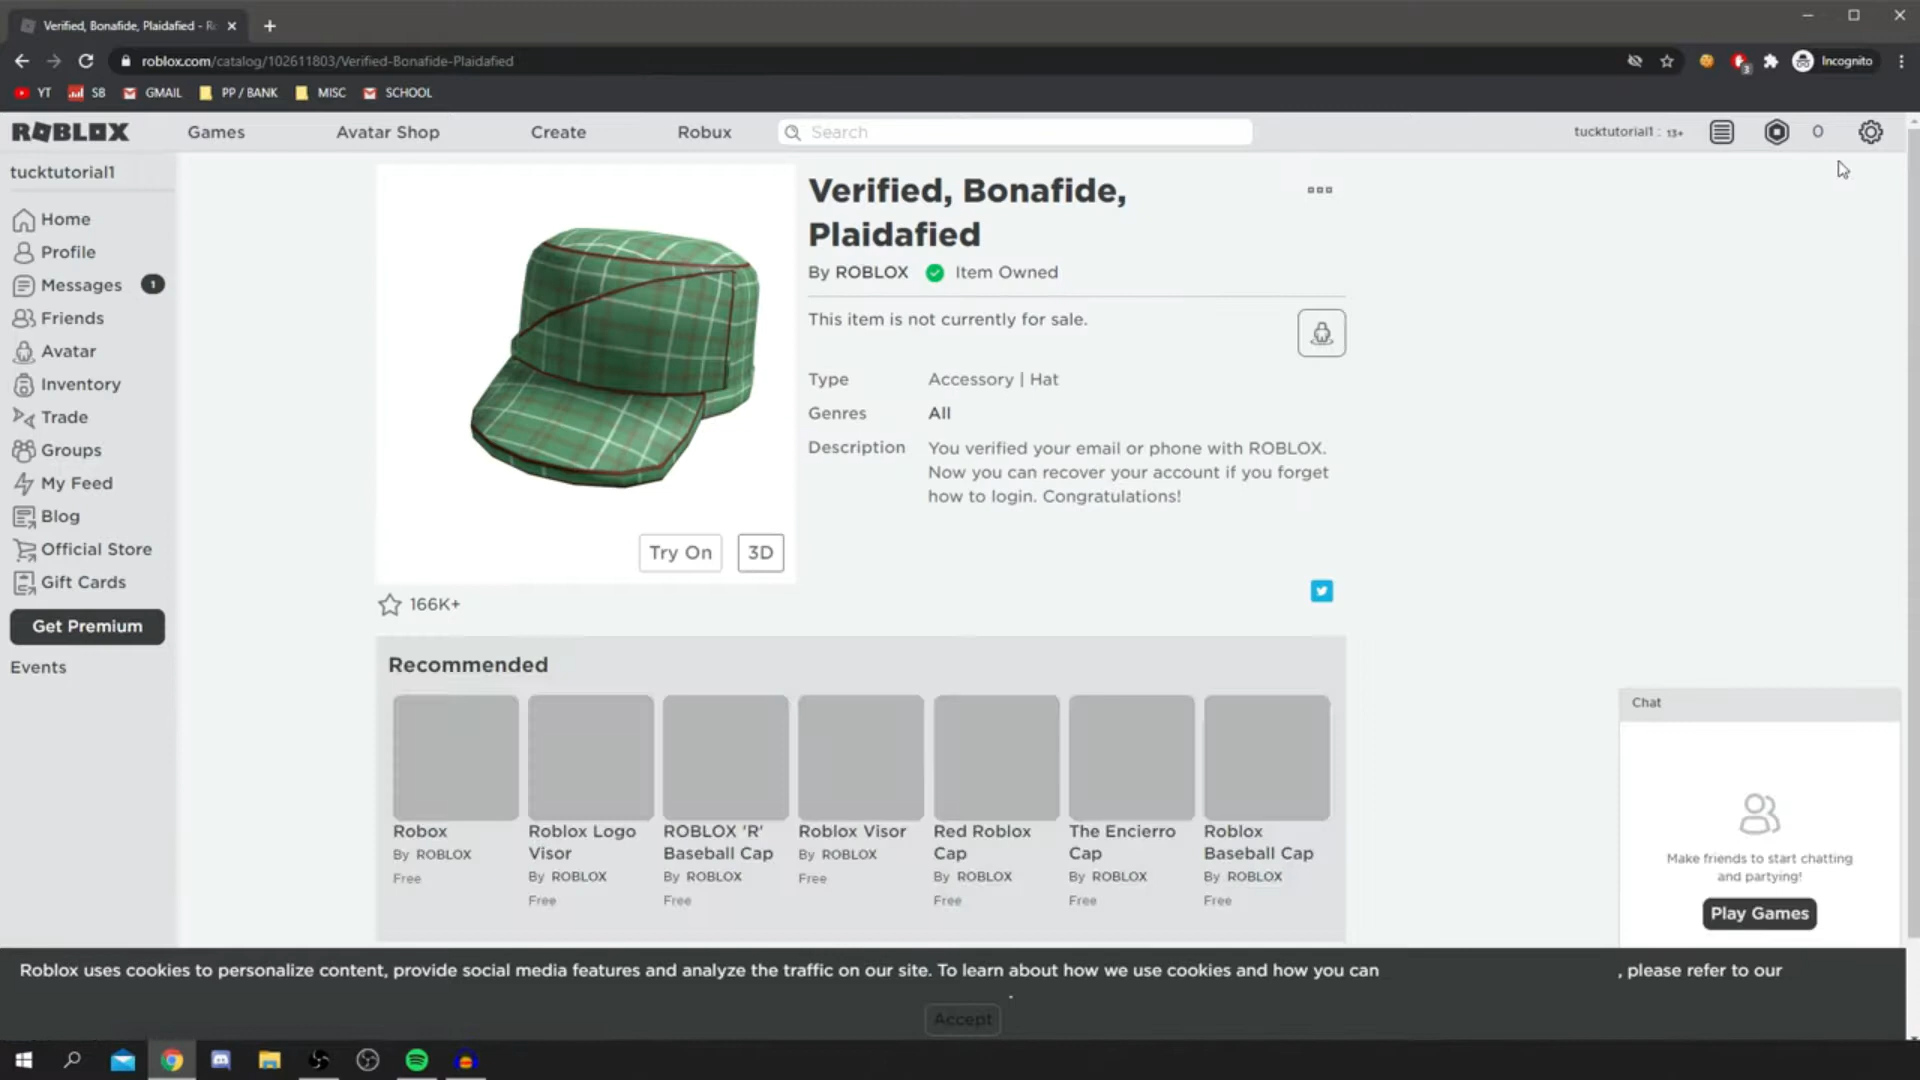 Verified, Bonafide, Plaidafied - R
roblox.com/catalog/102611803/Verified-Bonafide-Plaidafied
3
Incognito
YT
SB
GMAIL
PP / BANK
MISC
SCHOOL
ROBLOX
Games
Avatar Shop
Create
Robux
Search
tucktutorial1 : 13+
0
tucktutorial1
Home
Profile
Messages
1
Friends
Avatar
Inventory
Trade
Groups
My Feed
Blog
Official Store
Gift Cards
Get Premium
Events
Verified, Bonafide,
Plaidafied
By ROBLOX
Item Owned
This item is not currently for sale.
Type
Accessory | Hat
Genres
All
Description
You verified your email or phone with ROBLOX.
Now you can recover your account if you forget
how to login. Congratulations!
Try On
3D
166K+
Recommended
Robox
By ROBLOX
Free
Roblox Logo
Visor
By ROBLOX
Free
ROBLOX 'R'
Baseball Cap
By ROBLOX
Free
Roblox Visor
By ROBLOX
Free
Red Roblox
Cap
By ROBLOX
Free
The Encierro
Cap
By ROBLOX
Free
Roblox
Baseball Cap
By ROBLOX
Free
Chat
Make friends to start chatting
and partying!
Play Games
Roblox uses cookies to personalize content, provide social media features and analyze the traffic on our site. To learn about how we use cookies and how you can , please refer to our
.
Accept